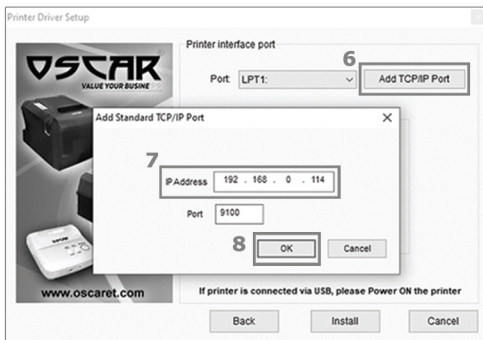 Printer Driver Setup
Printer interface port
6
Port: LPT1: Add TCP/IP Port
OSCAR
VALUE YOUR BUSINESS
Add Standard TCP/IP Port
7
IP Address 192 . 168 . 0 . 114
Port 9100
8
OK Cancel
www.oscaret.com
If printer is connected via USB, please Power ON the printer
Back Install Cancel